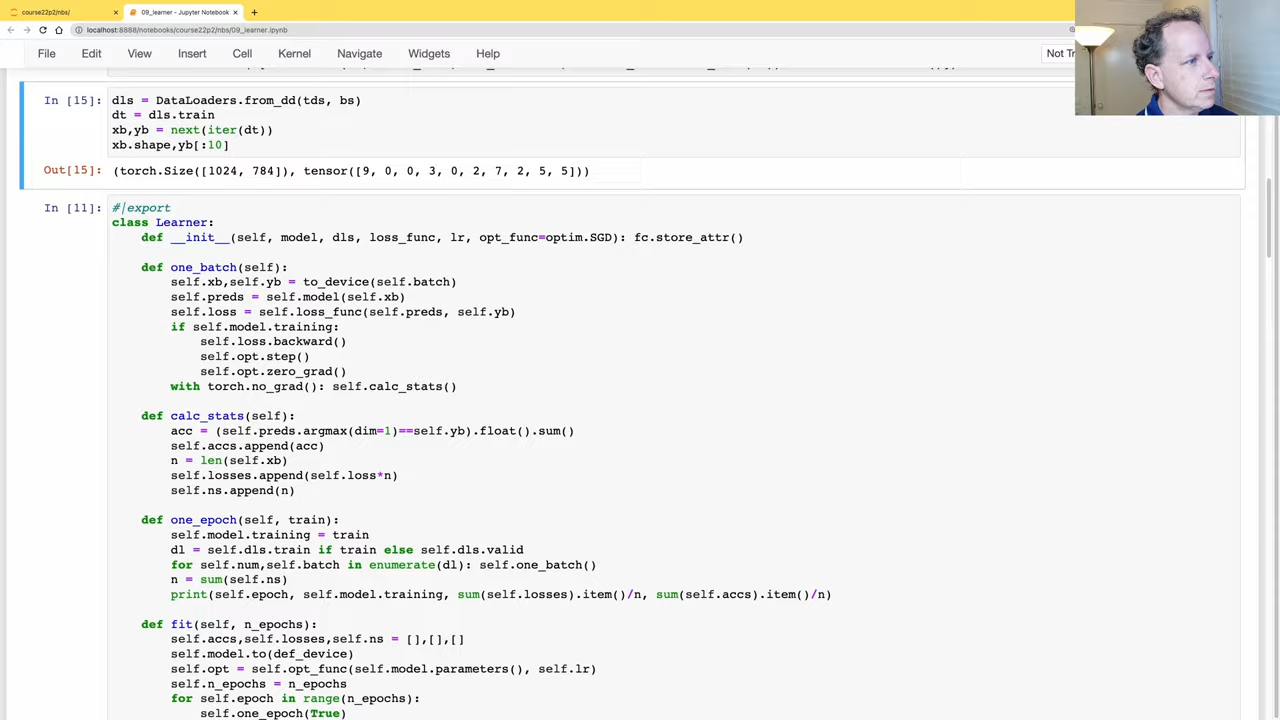 course22p2/nbs/
09_learner - Jupyter Notebook
localhost:8888/notebooks/course22p2/nbs/09_learner.ipynb
File Edit View Insert Cell Kernel Navigate Widgets Help
Not Tr
In [15]:
dls = DataLoaders.from_dd(tds, bs)
dt = dls.train
xb,yb = next(iter(dt))
xb.shape,yb[:10]
Out[15]: (torch.Size([1024, 784]), tensor([9, 0, 0, 3, 0, 2, 7, 2, 5, 5]))
In [11]:
#|export
class Learner:
    def __init__(self, model, dls, loss_func, lr, opt_func=optim.SGD): fc.store_attr()
    def one_batch(self):
        self.xb,self.yb = to_device(self.batch)
        self.preds = self.model(self.xb)
        self.loss = self.loss_func(self.preds, self.yb)
        if self.model.training:
            self.loss.backward()
            self.opt.step()
            self.opt.zero_grad()
        with torch.no_grad(): self.calc_stats()
    def calc_stats(self):
        acc = (self.preds.argmax(dim=1)==self.yb).float().sum()
        self.accs.append(acc)
        n = len(self.xb)
        self.losses.append(self.loss*n)
        self.ns.append(n)
    def one_epoch(self, train):
        self.model.training = train
        dl = self.dls.train if train else self.dls.valid
        for self.num,self.batch in enumerate(dl): self.one_batch()
        n = sum(self.ns)
        print(self.epoch, self.model.training, sum(self.losses).item()/n, sum(self.accs).item()/n)
    def fit(self, n_epochs):
        self.accs,self.losses,self.ns = [],[],[]
        self.model.to(def_device)
        self.opt = self.opt_func(self.model.parameters(), self.lr)
        self.n_epochs = n_epochs
        for self.epoch in range(n_epochs):
            self.one_epoch(True)